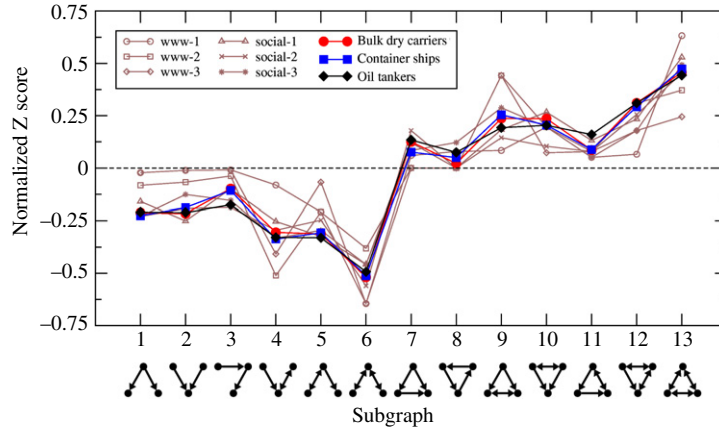 0.75
0.5
0.25
0
−0.25
−0.5
−0.75
Normalized Z score
www-1 social-1 Bulk dry carriers
www-2 social-2 Container ships
www-3 social-3 Oil tankers
1 2 3 4 5 6 7 8 9 10 11 12 13
Subgraph